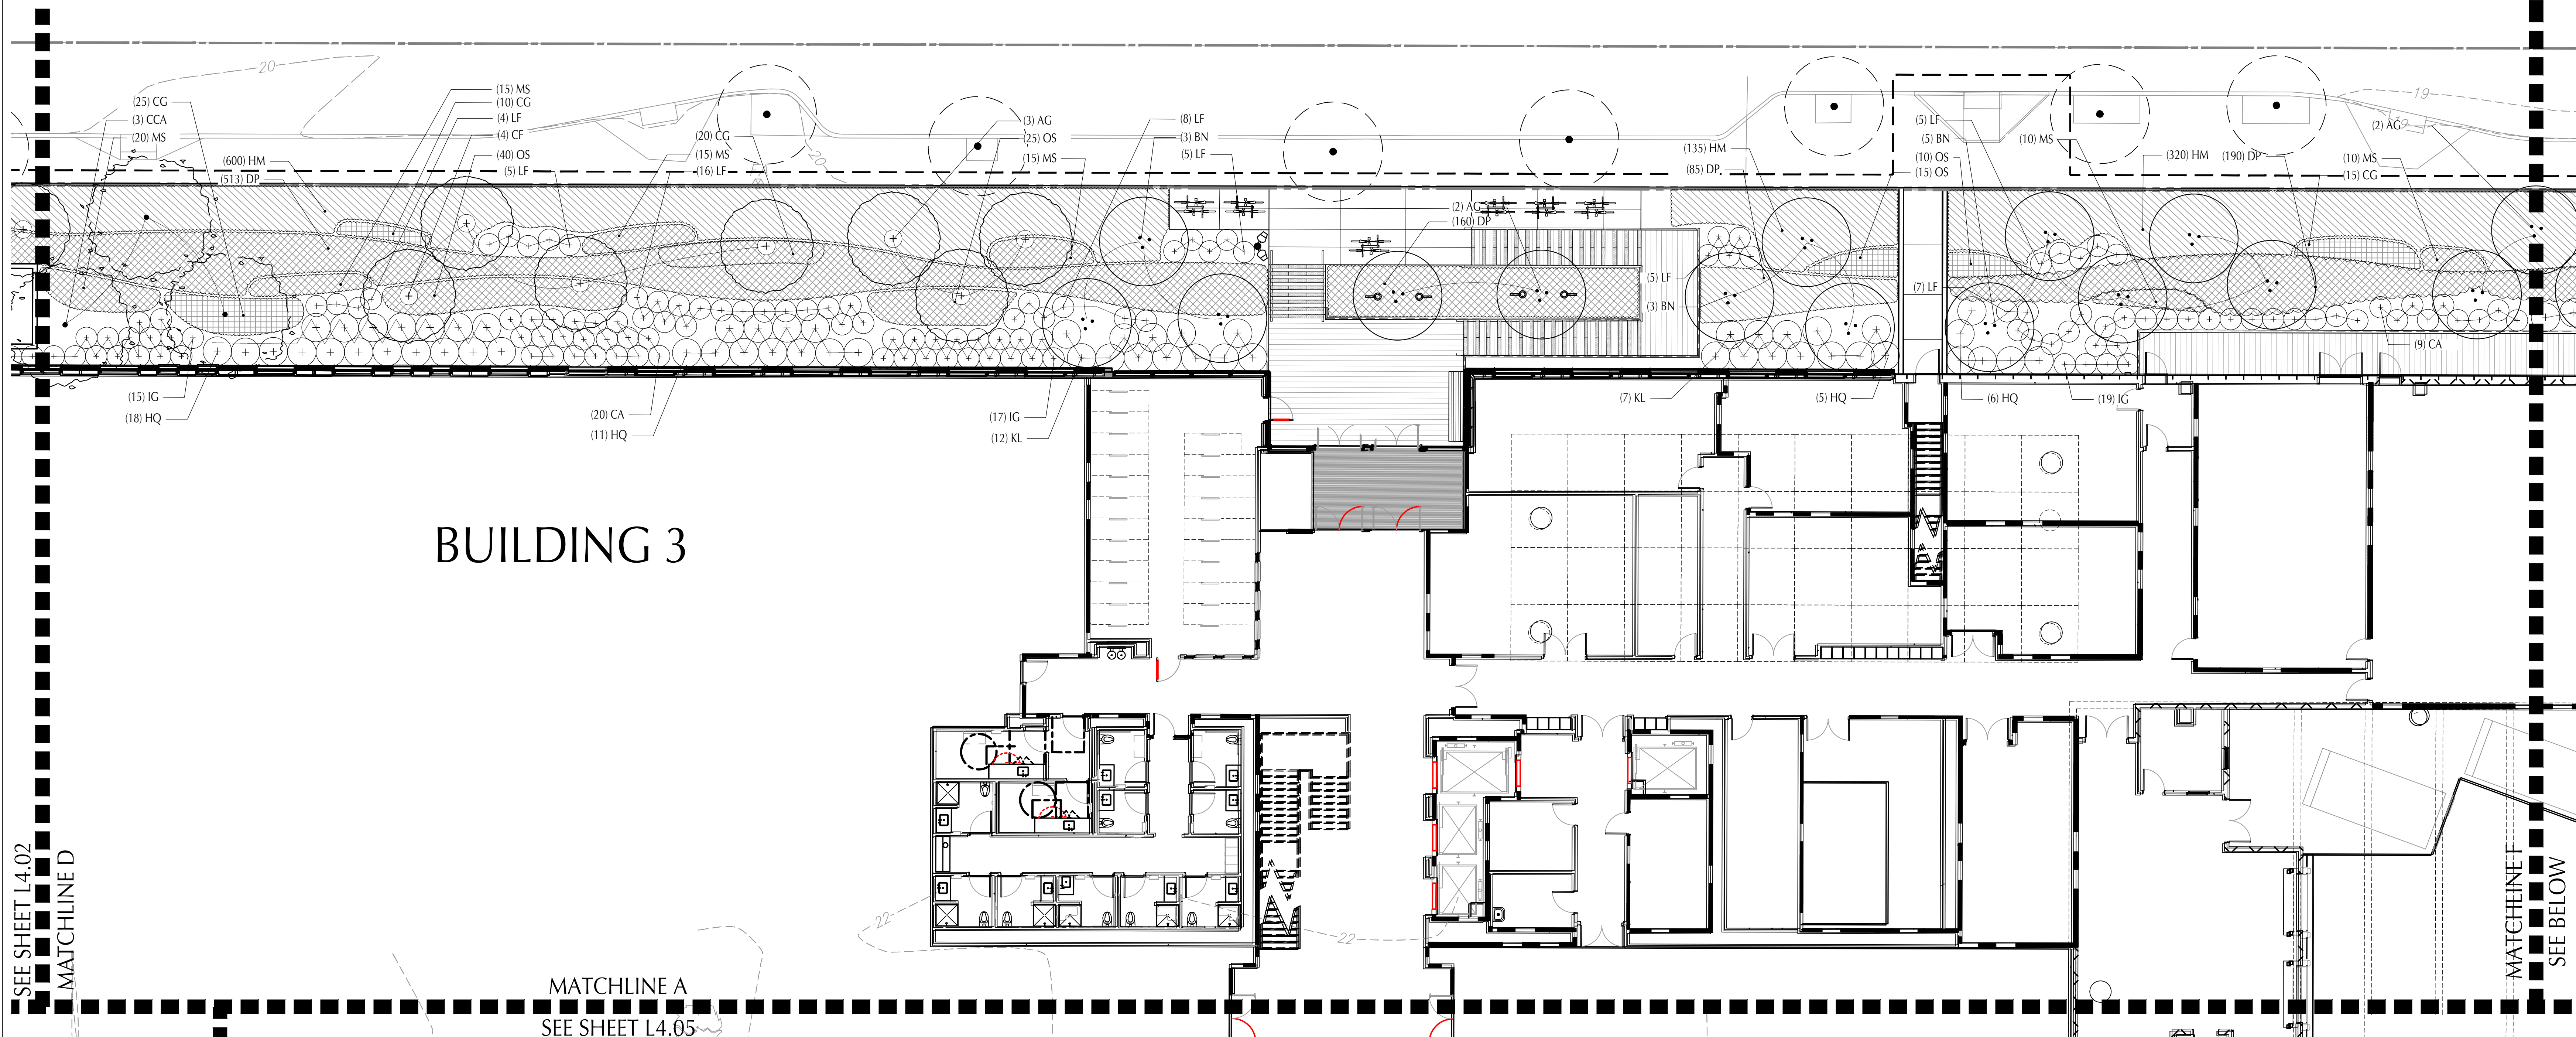 20
19
(25) CG
(3) CCA
(20) MS
(600) HM
(513) DP
(15) MS
(10) CG
(4) LF
(4) CF
(40) OS
(5) LF
(20) CG
(15) MS
(16) LF
20
(3) AG
(25) OS
(15) MS
(8) LF
(3) BN
(5) LF
(2) AG
(160) DP
(135) HM
(85) DP
(5) LF
(3) BN
(5) LF
(5) BN
(10) OS
(15) OS
(10) MS
(7) LF
(320) HM
(190) DP
(2) AG
(10) MS
(15) CG
(9) CA
(15) IG
(18) HQ
(20) CA
(11) HQ
(17) IG
(12) KL
(7) KL
(5) HQ
(6) HQ
(19) IG
BUILDING 3
22
22
SEE SHEET L4.02
MATCHLINE D
MATCHLINE F
SEE BELOW
MATCHLINE A
SEE SHEET L4.05